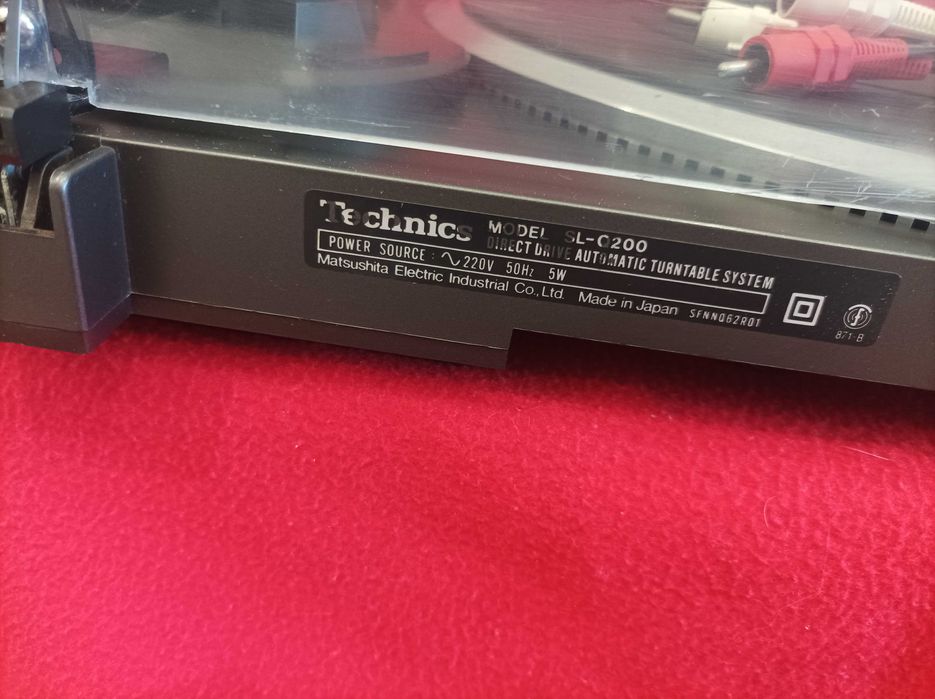 Technics MODEL SL-Q200
DIRECT DRIVE AUTOMATIC TURNTABLE SYSTEM
POWER SOURCE : ∿ 220V 50Hz 5W
Matsushita Electric Industrial Co., Ltd. Made in Japan SFNNQ62R01
871-B